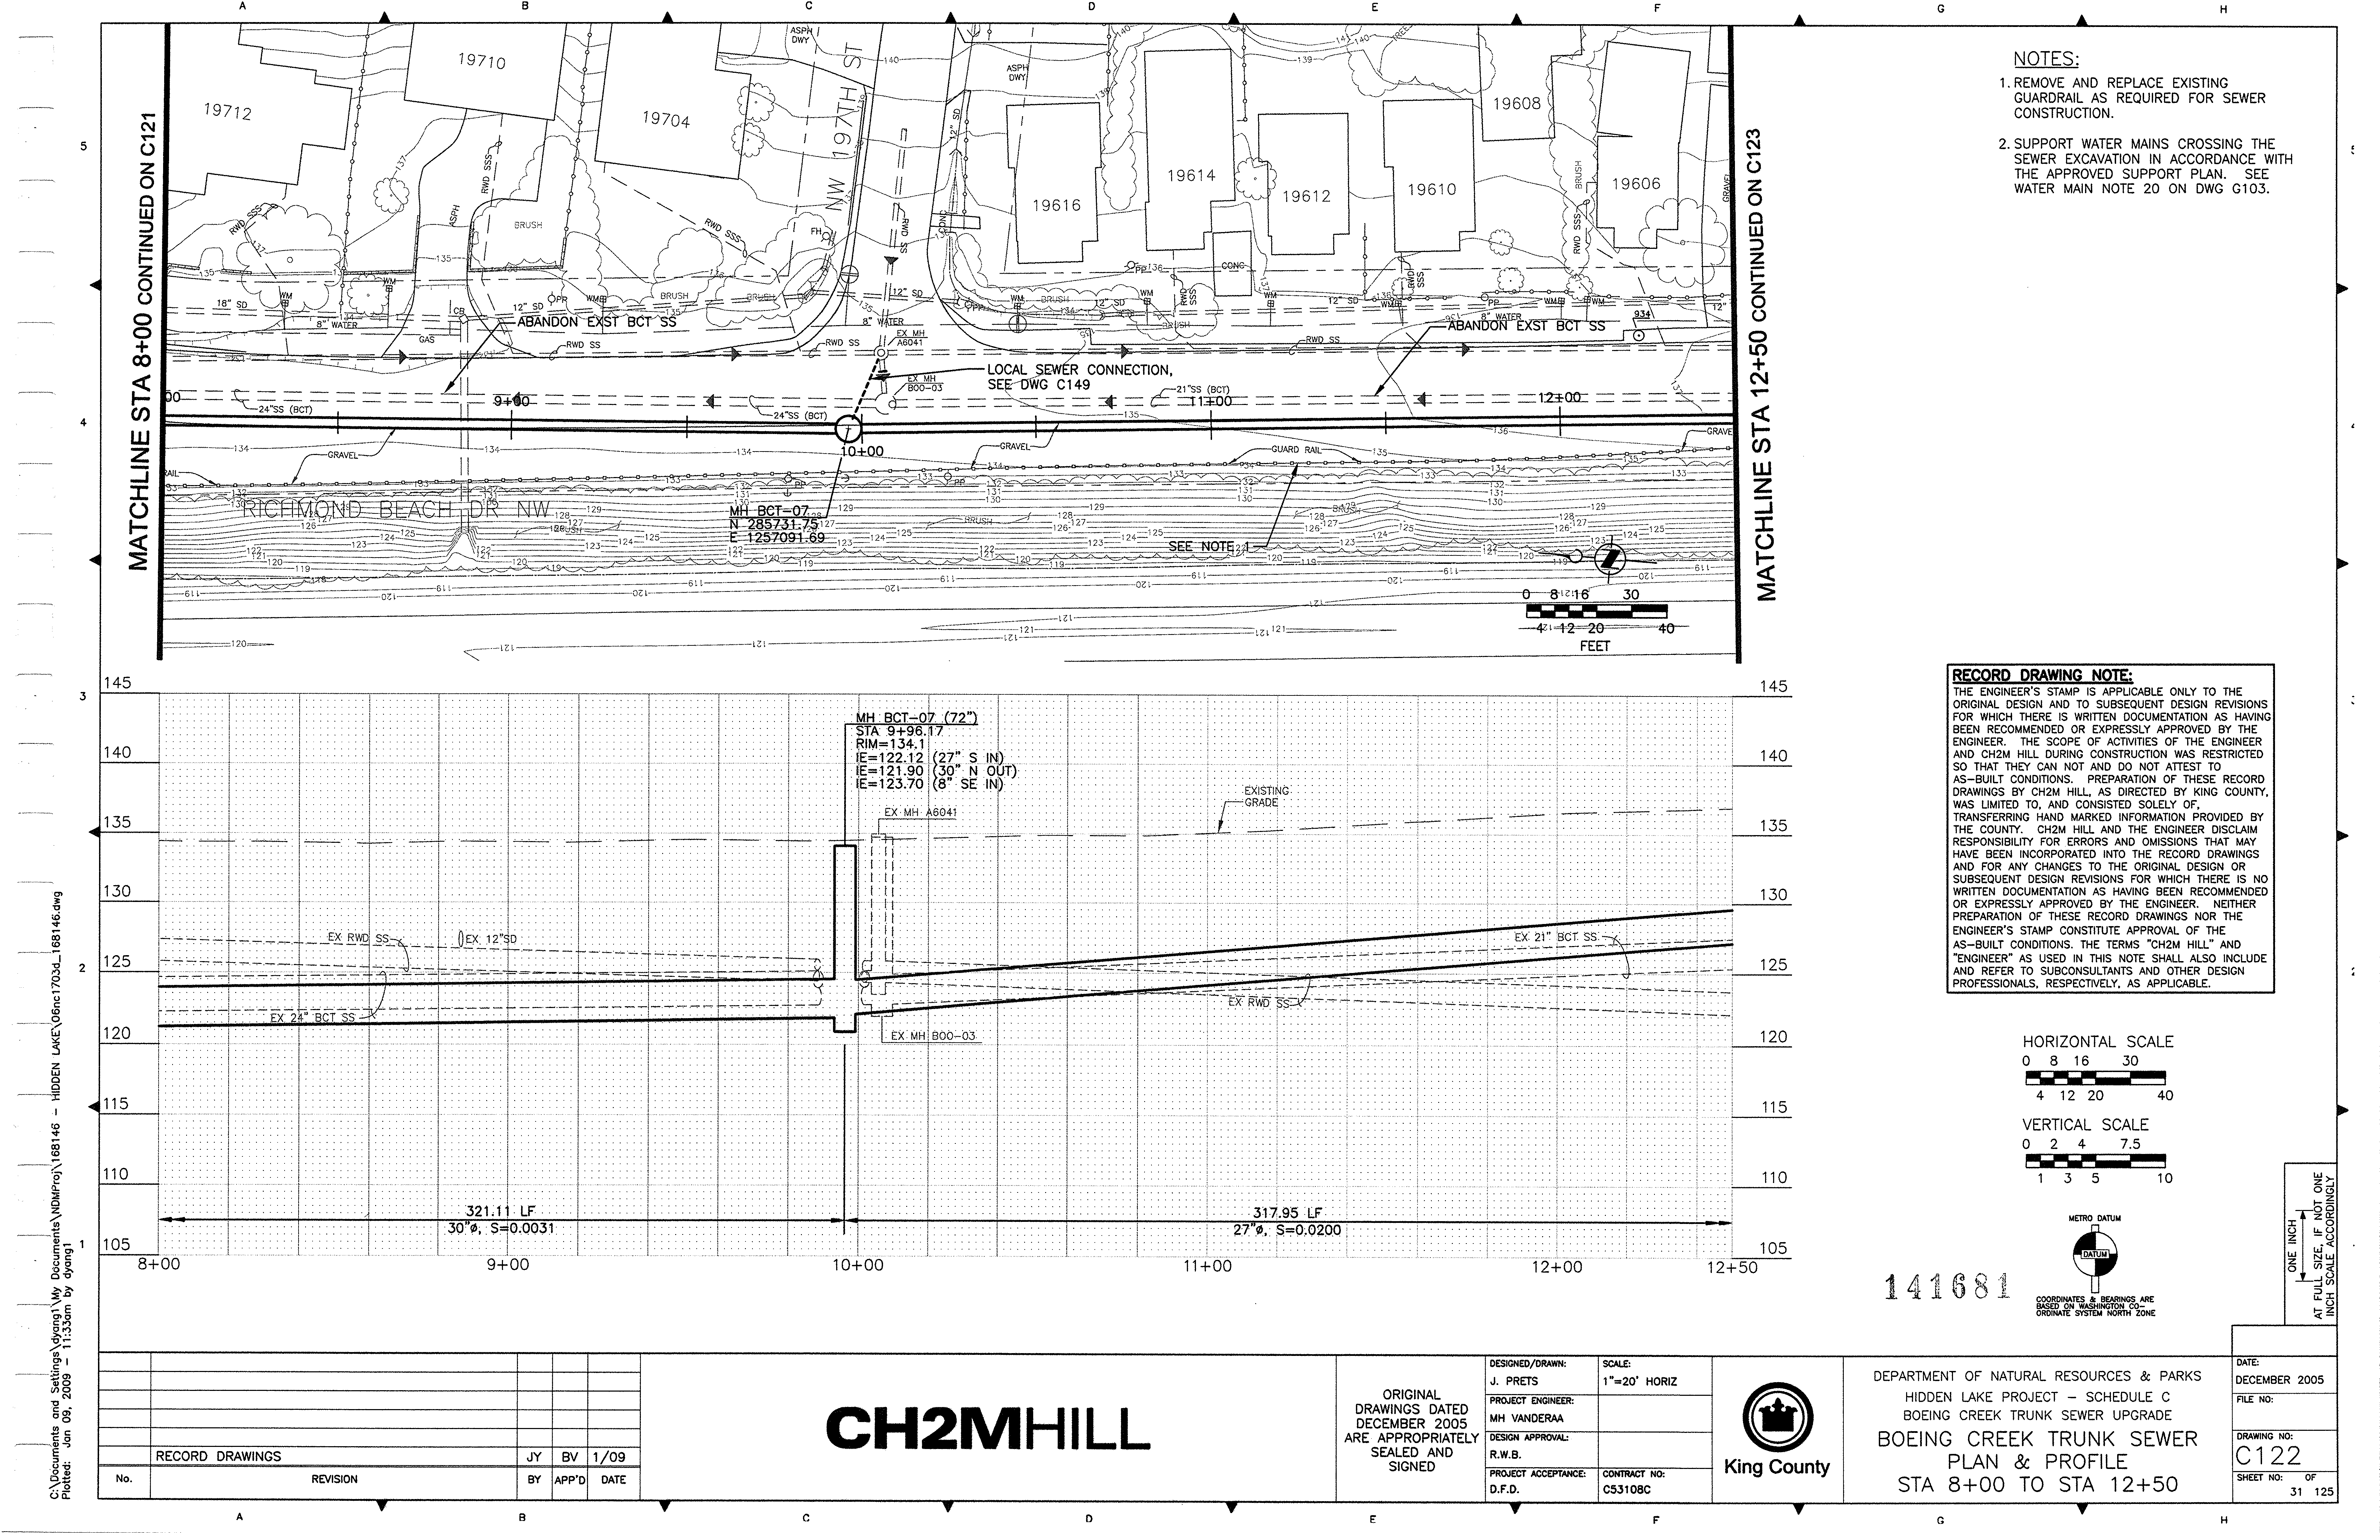 A B C D E F G H
NOTES:
1. REMOVE AND REPLACE EXISTING
GUARDRAIL AS REQUIRED FOR SEWER
CONSTRUCTION.
2. SUPPORT WATER MAINS CROSSING THE
SEWER EXCAVATION IN ACCORDANCE WITH
THE APPROVED SUPPORT PLAN. SEE
WATER MAIN NOTE 20 ON DWG G103.
MATCHLINE STA 8+00 CONTINUED ON C121
MATCHLINE STA 12+50 CONTINUED ON C123
19712
19710
19704
NW 197TH ST
ASPH
DWY
ASPH
DWY
19616
19614
19612
19610
19608
19606
BRUSH
RWD SSS
18" SD
8" WATER
12" SD
GAS
CB
FH
CONC
ABANDON EXST BCT SS
RWD SS
8" WATER
EX MH
A6041
EX MH
B00-03
ABANDON EXST BCT SS
934
LOCAL SEWER CONNECTION,
SEE DWG C149
24"SS (BCT)
9+00
24"SS (BCT)
10+00
21"SS (BCT)
11+00
12+00
GRAVEL
GRAVEL
GUARD RAIL
RICHMOND BEACH DR NW
MH BCT-07
N 285731.75
E 1257091.69
SEE NOTE 1
0 8 16 30
4 12 20 40
FEET
RECORD DRAWING NOTE:
THE ENGINEER'S STAMP IS APPLICABLE ONLY TO THE
ORIGINAL DESIGN AND TO SUBSEQUENT DESIGN REVISIONS
FOR WHICH THERE IS WRITTEN DOCUMENTATION AS HAVING
BEEN RECOMMENDED OR EXPRESSLY APPROVED BY THE
ENGINEER. THE SCOPE OF ACTIVITIES OF THE ENGINEER
AND CH2M HILL DURING CONSTRUCTION WAS RESTRICTED
SO THAT THEY CAN NOT AND DO NOT ATTEST TO
AS-BUILT CONDITIONS. PREPARATION OF THESE RECORD
DRAWINGS BY CH2M HILL, AS DIRECTED BY KING COUNTY,
WAS LIMITED TO, AND CONSISTED SOLELY OF,
TRANSFERRING HAND MARKED INFORMATION PROVIDED BY
THE COUNTY. CH2M HILL AND THE ENGINEER DISCLAIM
RESPONSIBILITY FOR ERRORS AND OMISSIONS THAT MAY
HAVE BEEN INCORPORATED INTO THE RECORD DRAWINGS
AND FOR ANY CHANGES TO THE ORIGINAL DESIGN OR
SUBSEQUENT DESIGN REVISIONS FOR WHICH THERE IS NO
WRITTEN DOCUMENTATION AS HAVING BEEN RECOMMENDED
OR EXPRESSLY APPROVED BY THE ENGINEER. NEITHER
PREPARATION OF THESE RECORD DRAWINGS NOR THE
ENGINEER'S STAMP CONSTITUTE APPROVAL OF THE
AS-BUILT CONDITIONS. THE TERMS "CH2M HILL" AND
"ENGINEER" AS USED IN THIS NOTE SHALL ALSO INCLUDE
AND REFER TO SUBCONSULTANTS AND OTHER DESIGN
PROFESSIONALS, RESPECTIVELY, AS APPLICABLE.
145 145
140 140
135 135
130 130
125 125
120 120
115 115
110 110
105 105
MH BCT-07 (72")
STA 9+96.17
RIM=134.1
IE=122.12 (27" S IN)
IE=121.90 (30" N OUT)
IE=123.70 (8" SE IN)
EX MH A6041
EXISTING
GRADE
EX RWD SS
EX 12"SD
EX 24" BCT SS
EX MH B00-03
EX 21" BCT SS
EX RWD SS
321.11 LF
30"ø, S=0.0031
317.95 LF
27"ø, S=0.0200
8+00 9+00 10+00 11+00 12+00 12+50
HORIZONTAL SCALE
0 8 16 30
4 12 20 40
VERTICAL SCALE
0 2 4 7.5
1 3 5 10
METRO DATUM
DATUM
COORDINATES & BEARINGS ARE
BASED ON WASHINGTON CO-
ORDINATE SYSTEM NORTH ZONE
141681
ONE INCH
AT FULL SIZE, IF NOT ONE
INCH SCALE ACCORDINGLY
C:\Documents and Settings\dyang1\My Documents\NDMProj\168146 - HIDDEN LAKE\06onc1703d_168146.dwg
Plotted: Jan 09, 2009 - 11:33am by dyang1
RECORD DRAWINGS JY BV 1/09
No. REVISION BY APP'D DATE
CH2MHILL
ORIGINAL
DRAWINGS DATED
DECEMBER 2005
ARE APPROPRIATELY
SEALED AND
SIGNED
DESIGNED/DRAWN:
J. PRETS
PROJECT ENGINEER:
MH VANDERAA
DESIGN APPROVAL:
R.W.B.
PROJECT ACCEPTANCE:
D.F.D.
SCALE:
1"=20' HORIZ
CONTRACT NO:
C53108C
King County
DEPARTMENT OF NATURAL RESOURCES & PARKS
HIDDEN LAKE PROJECT - SCHEDULE C
BOEING CREEK TRUNK SEWER UPGRADE
BOEING CREEK TRUNK SEWER
PLAN & PROFILE
STA 8+00 TO STA 12+50
DATE:
DECEMBER 2005
FILE NO:
DRAWING NO:
C122
SHEET NO: OF
31 125
A B C D E F G H